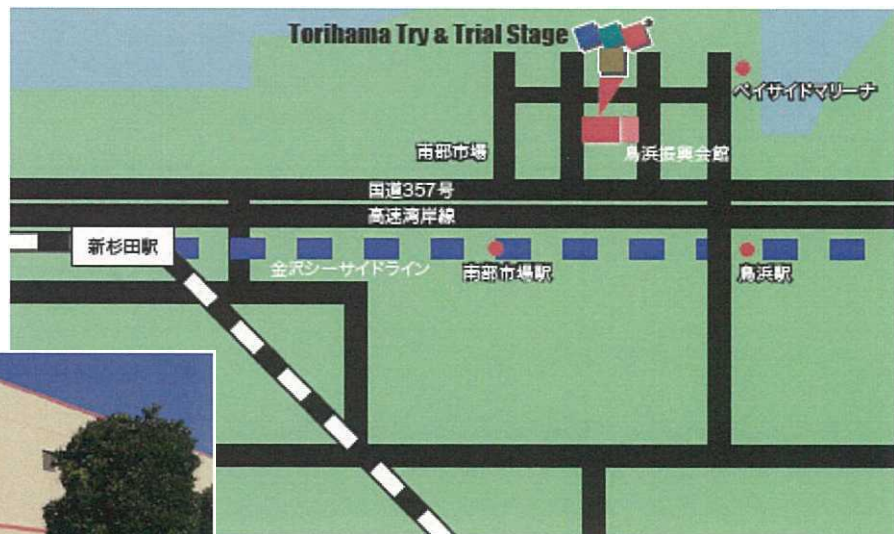 Torihama Try & Trial Stage
ベイサイドマリーナ
南部市場
鳥浜振興会館
国道357号
高速湾岸線
新杉田駅
金沢シーサイドライン
南部市場駅
鳥浜駅